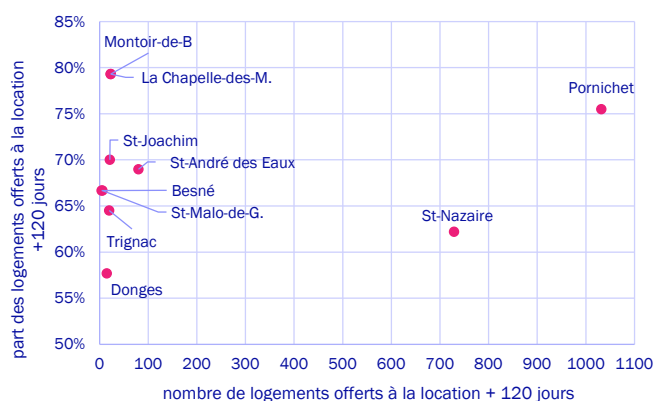 85%
80%
75%
70%
65%
60%
55%
50%
part des logements offerts à la location
+120 jours
Montoir-de-B
La Chapelle-des-M.
Pornichet
St-Joachim
St-André des Eaux
Besné
St-Malo-de-G.
St-Nazaire
Trignac
Donges
0 100 200 300 400 500 600 700 800 900 1000 1100
nombre de logements offerts à la location + 120 jours